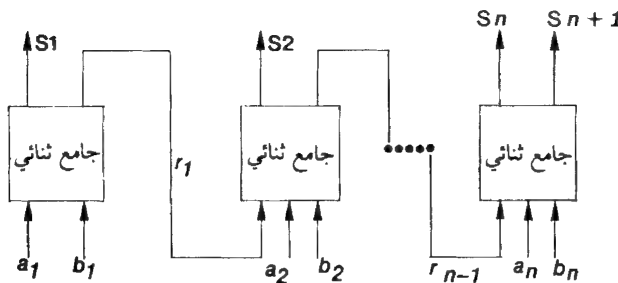 S1 S2 Sn Sn+1
جامع ثنائي جامع ثنائي جامع ثنائي
r1 .....
a1 b1 a2 b2 r n-1 an bn